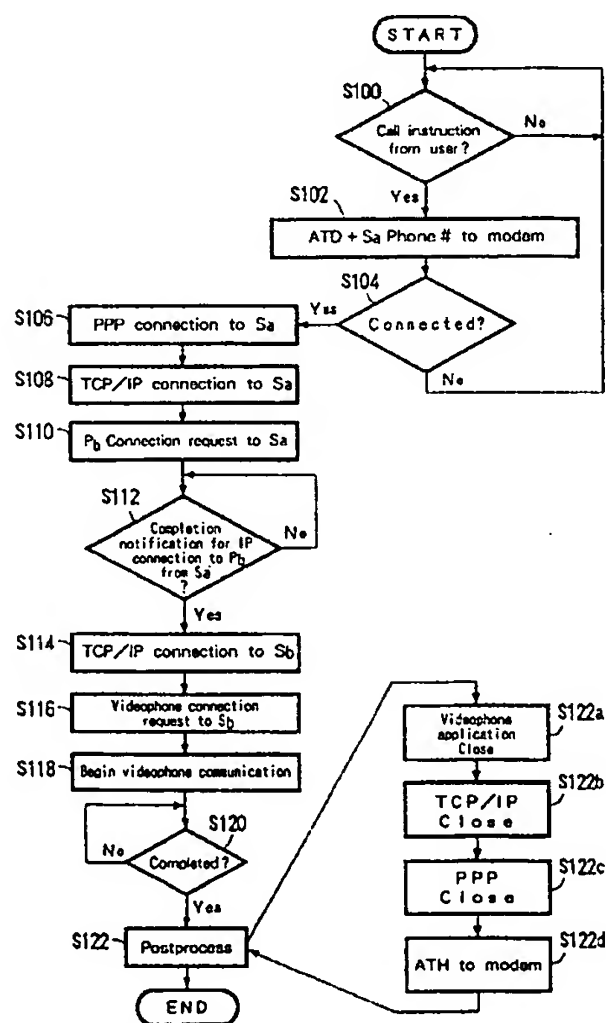 START
S100
Call instruction
from user?
No
Yes
S102
ATD + Sa Phone # to modem
S104
Connected?
Yes
No
S106
PPP connection to Sa
S108
TCP/IP connection to Sa
S110
Pb Connection request to Sa
S112
Completion
notification for IP
connection to Pb
from Sa
?
No
Yes
S114
TCP/IP connection to Sb
S116
Videophone connection
request to Sb
S118
Begin videophone communication
S120
Completed?
No
Yes
S122
Postprocess
END
S122a
Videophone
application
Close
S122b
TCP/IP
Close
S122c
PPP
Close
S122d
ATH to modem